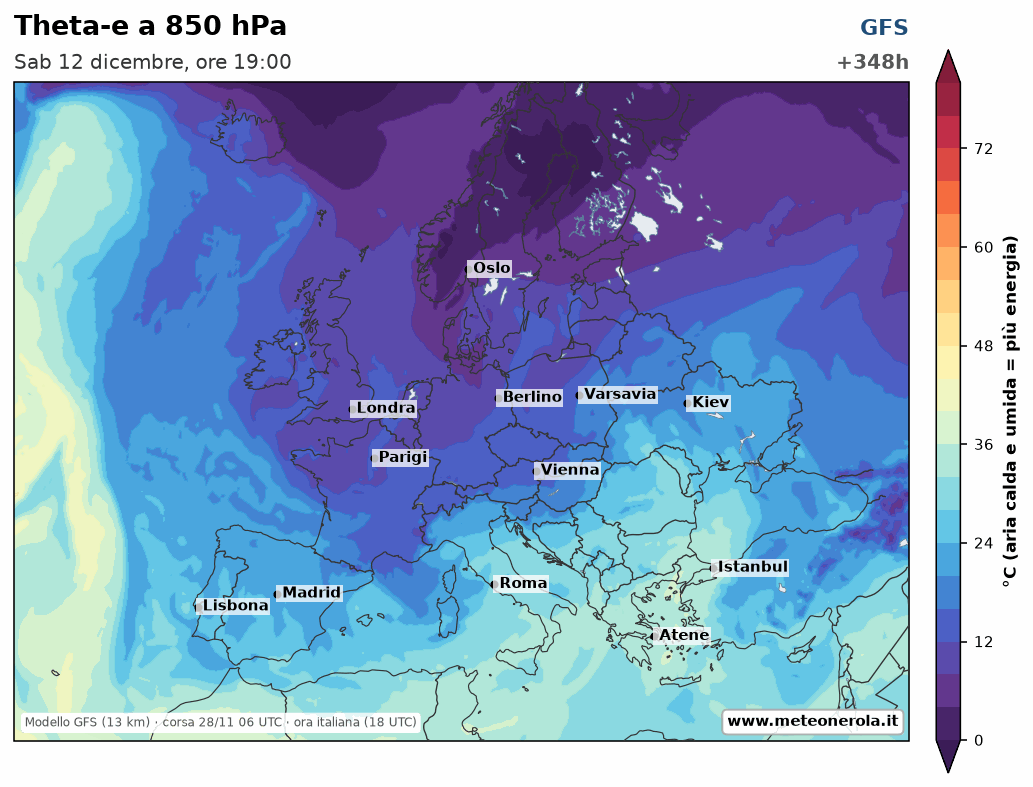 Theta-e a 850 hPa
GFS
Sab 12 dicembre, ore 19:00
+348h
72
60
48
36
24
12
0
°C (aria calda e umida = più energia)
Oslo
Londra
Berlino
Varsavia
Kiev
Parigi
Vienna
Istanbul
Roma
Madrid
Lisbona
Atene
Modello GFS (13 km) · corsa 28/11 06 UTC · ora italiana (18 UTC)
www.meteonerola.it